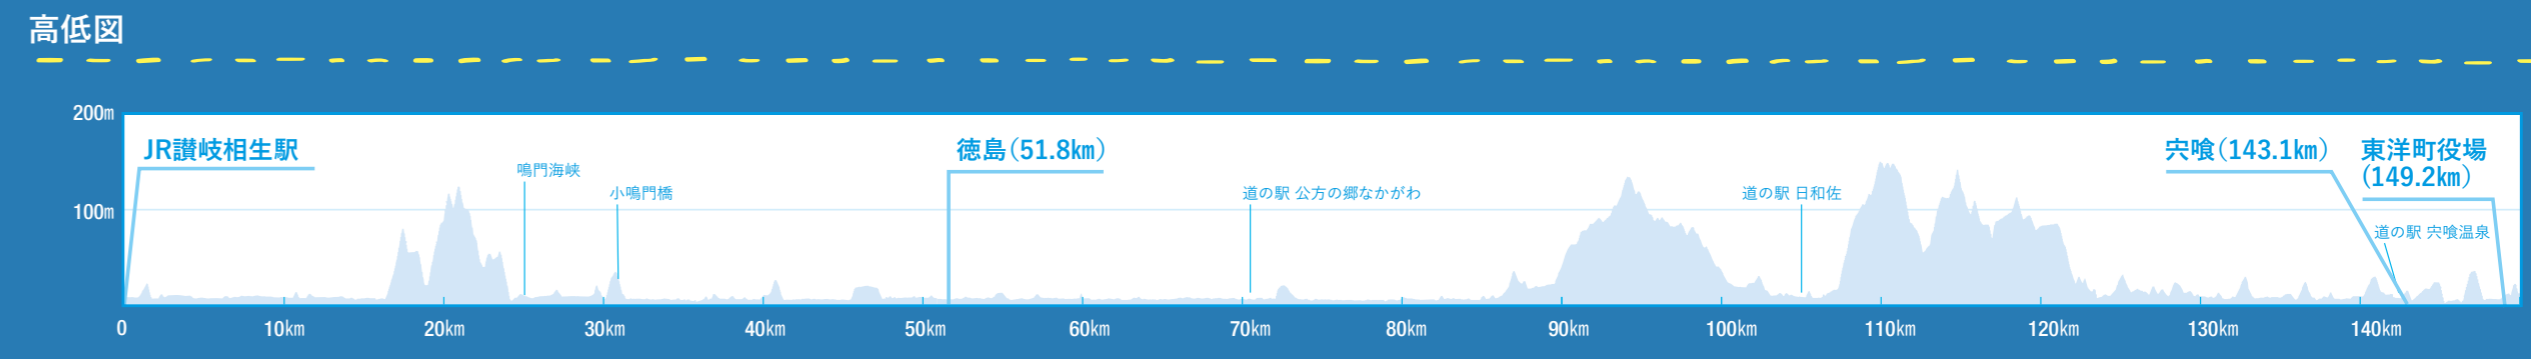 高低図
200m
JR讃岐相生駅
徳島(51.8km)
宍喰(143.1km)
東洋町役場
(149.2km)
鳴門海峡
小鳴門橋
道の駅 公方の郷なかがわ
道の駅 日和佐
100m
道の駅 宍喰温泉
0
10km
20km
30km
40km
50km
60km
70km
80km
90km
100km
110km
120km
130km
140km